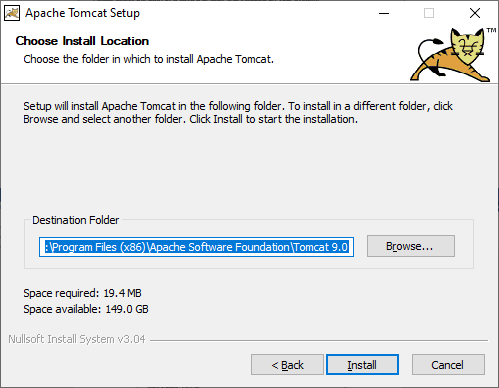 Apache Tomcat Setup
Choose Install Location
Choose the folder in which to install Apache Tomcat.
TM
Setup will install Apache Tomcat in the following folder. To install in a different folder, click
Browse and select another folder. Click Install to start the installation.
Destination Folder
:\Program Files (x86)\Apache Software Foundation\Tomcat 9.0
Browse...
Space required: 19.4 MB
Space available: 149.0 GB
Nullsoft Install System v3.04
< Back
Install
Cancel